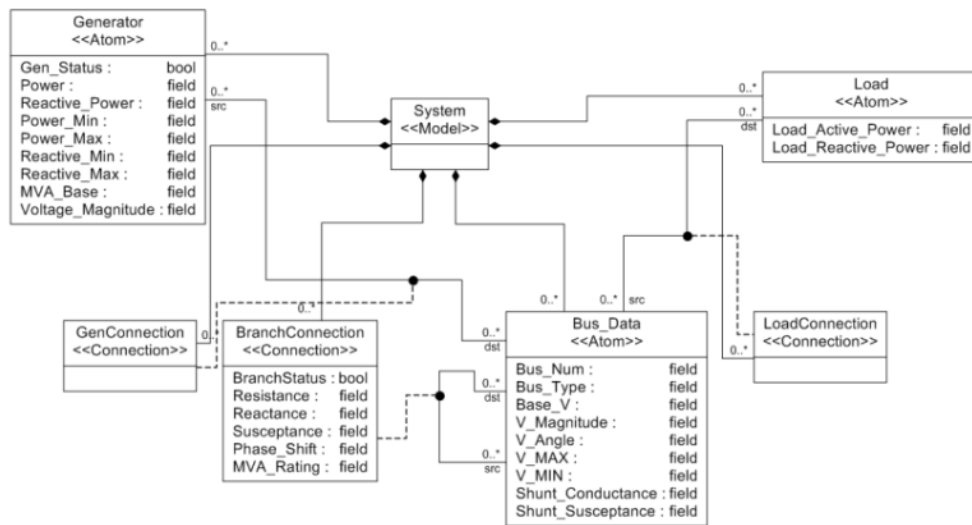 Generator
<<Atom>>
Gen_Status : bool
Power : field
Reactive_Power : field
Power_Min : field
Power_Max : field
Reactive_Min : field
Reactive_Max : field
MVA_Base : field
Voltage_Magnitude : field
0..*
0..*
src
System
<<Model>>
0..*
0..*
dst
Load
<<Atom>>
Load_Active_Power : field
Load_Reactive_Power : field
GenConnection
<<Connection>>
0..*
0..*
BranchConnection
<<Connection>>
BranchStatus : bool
Resistance : field
Reactance : field
Susceptance : field
Phase_Shift : field
MVA_Rating : field
0..*
0..*
src
0..*
dst
0..*
dst
0..*
src
Bus_Data
<<Atom>>
Bus_Num : field
Bus_Type : field
Base_V : field
V_Magnitude : field
V_Angle : field
V_MAX : field
V_MIN : field
Shunt_Conductance : field
Shunt_Susceptance : field
LoadConnection
<<Connection>>
0..*